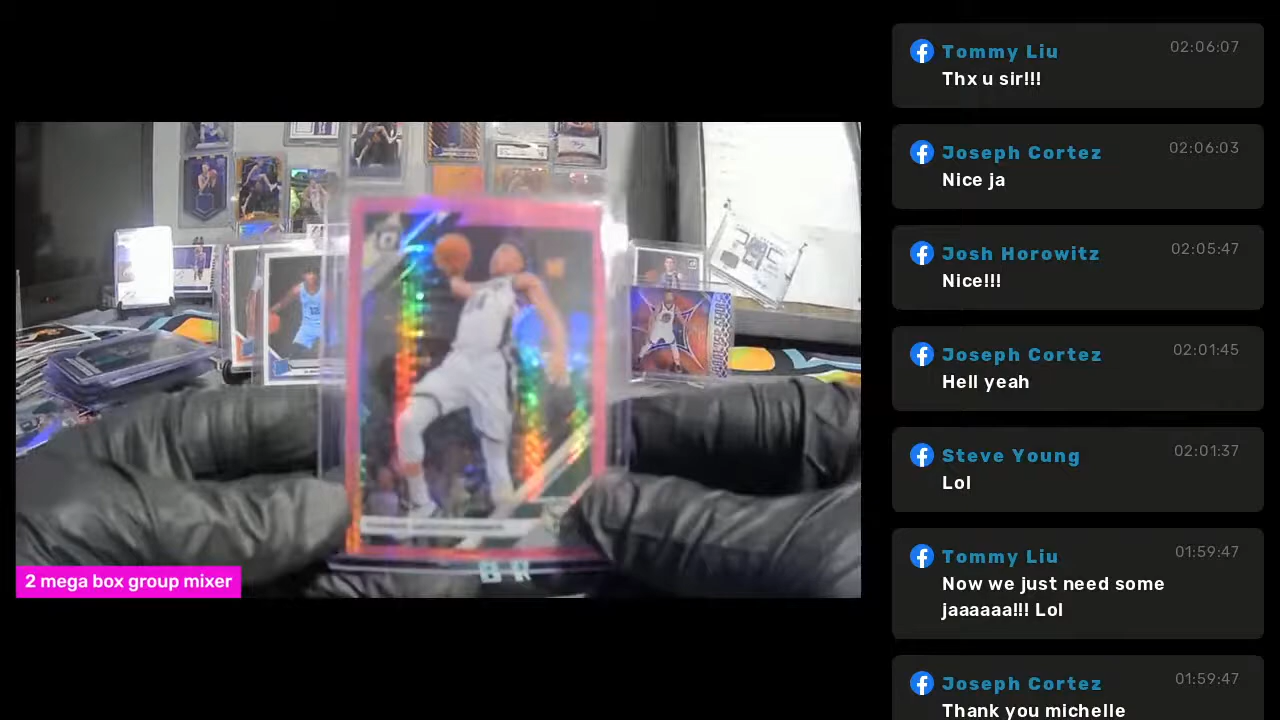 Tommy Liu
02:06:07
Thx u sir!!!
Joseph Cortez
02:06:03
Nice ja
Josh Horowitz
02:05:47
Nice!!!
Joseph Cortez
02:01:45
Hell yeah
Steve Young
02:01:37
Lol
Tommy Liu
01:59:47
Now we just need some
jaaaaaa!!! Lol
Joseph Cortez
01:59:47
Thank you michelle
2 mega box group mixer